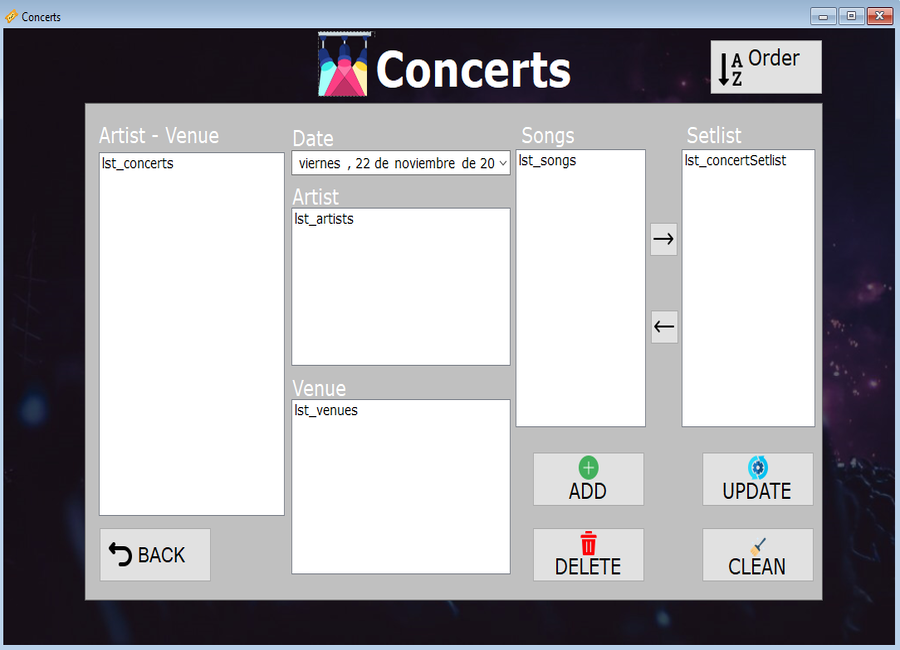 Concerts
Concerts
A
Z
Order
Artist - Venue
lst_concerts
Date
viernes , 22 de noviembre de 20
Artist
lst_artists
Venue
lst_venues
Songs
lst_songs
Setlist
lst_concertSetlist
ADD
UPDATE
BACK
DELETE
CLEAN